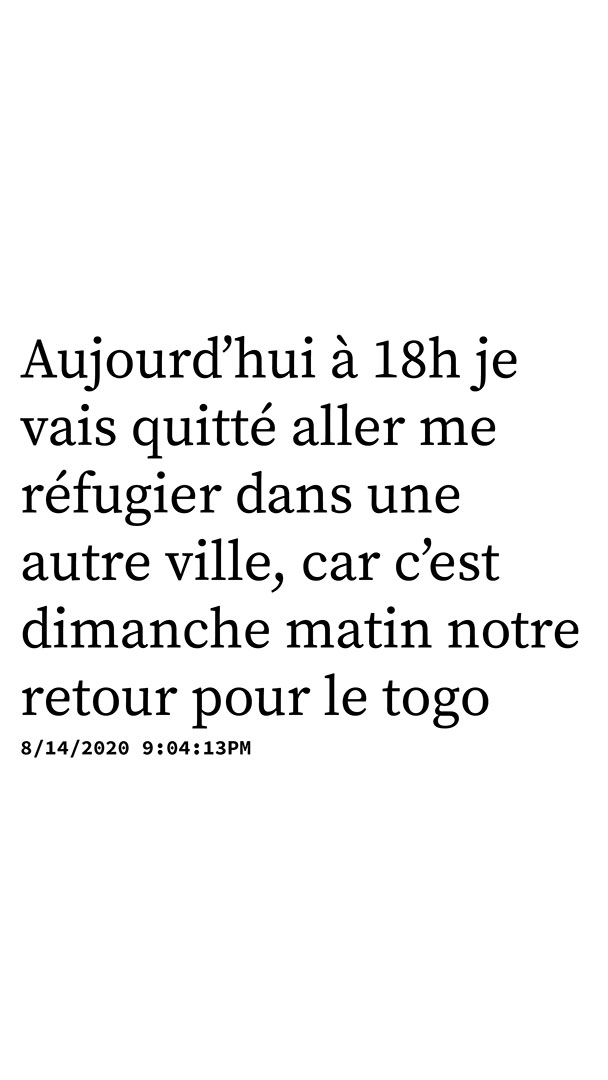 Aujourd’hui à 18h je
vais quitté aller me
réfugier dans une
autre ville, car c’est
dimanche matin notre
retour pour le togo
8/14/2020 9:04:13PM